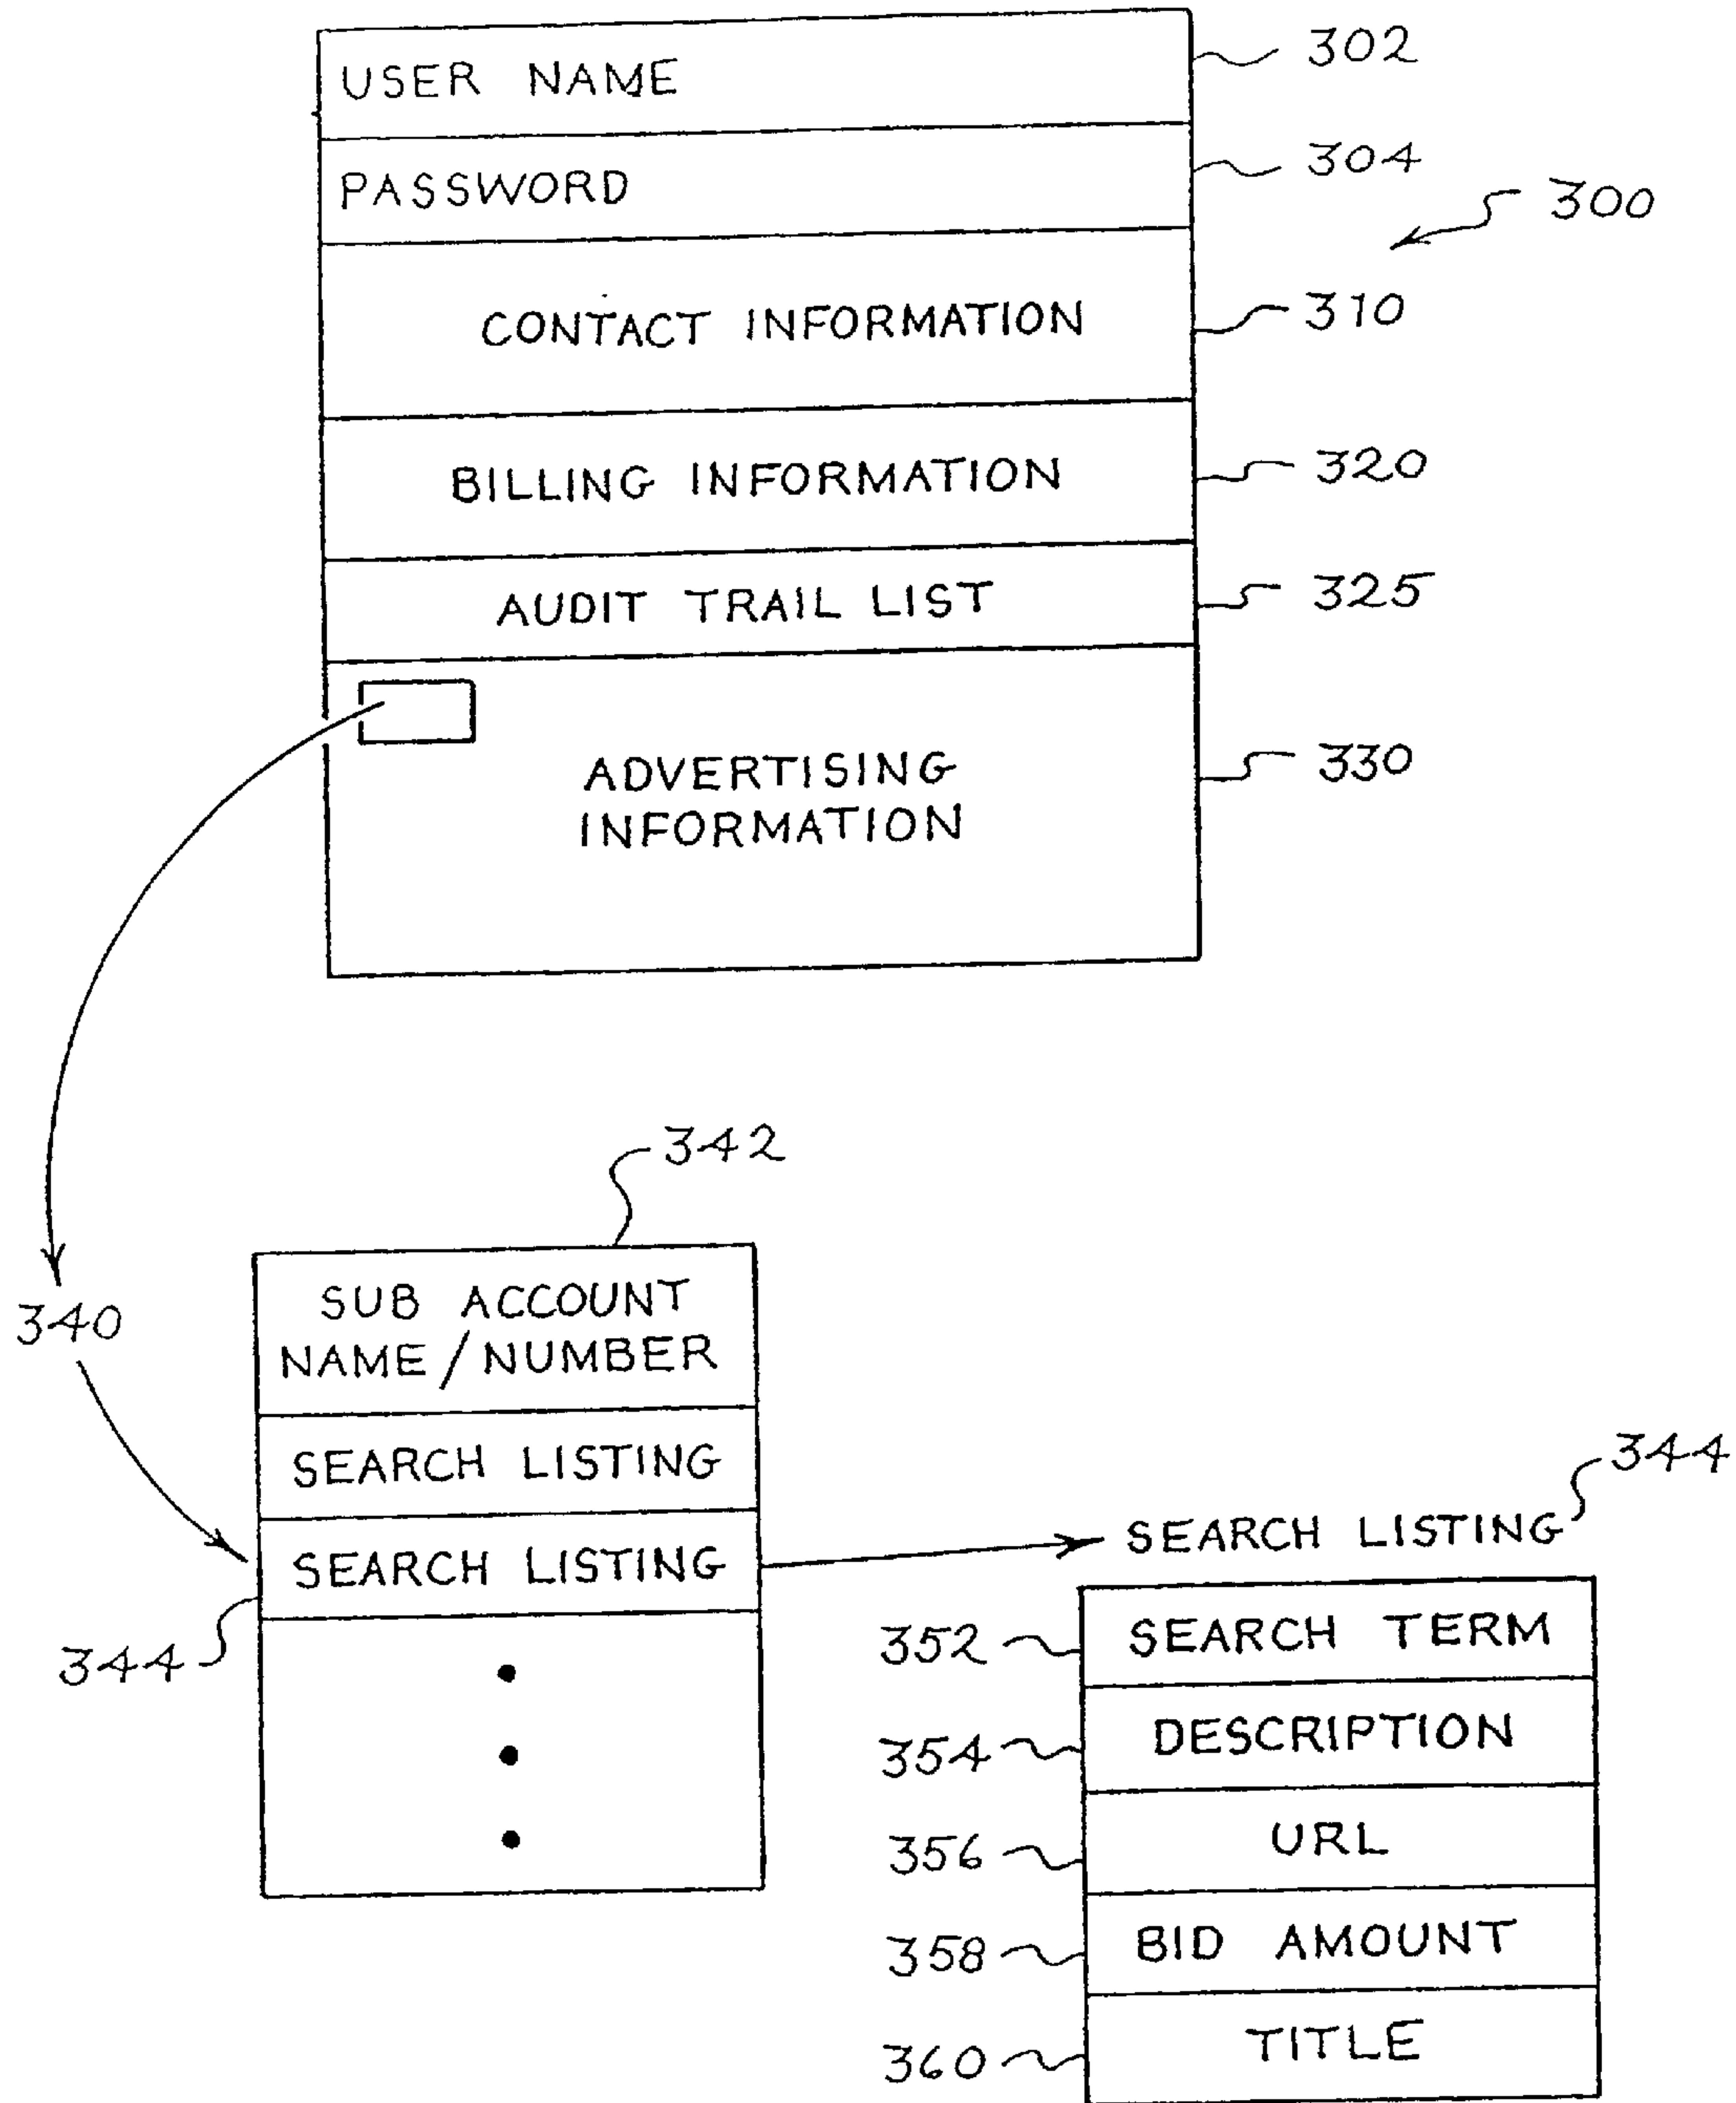 USER NAME
302
PASSWORD
304
300
CONTACT INFORMATION
310
BILLING INFORMATION
320
AUDIT TRAIL LIST
325
ADVERTISING
INFORMATION
330
342
SUB ACCOUNT
NAME/NUMBER
340
SEARCH LISTING
SEARCH LISTING
344
SEARCH LISTING
344
352
SEARCH TERM
354
DESCRIPTION
356
URL
358
BID AMOUNT
360
TITLE